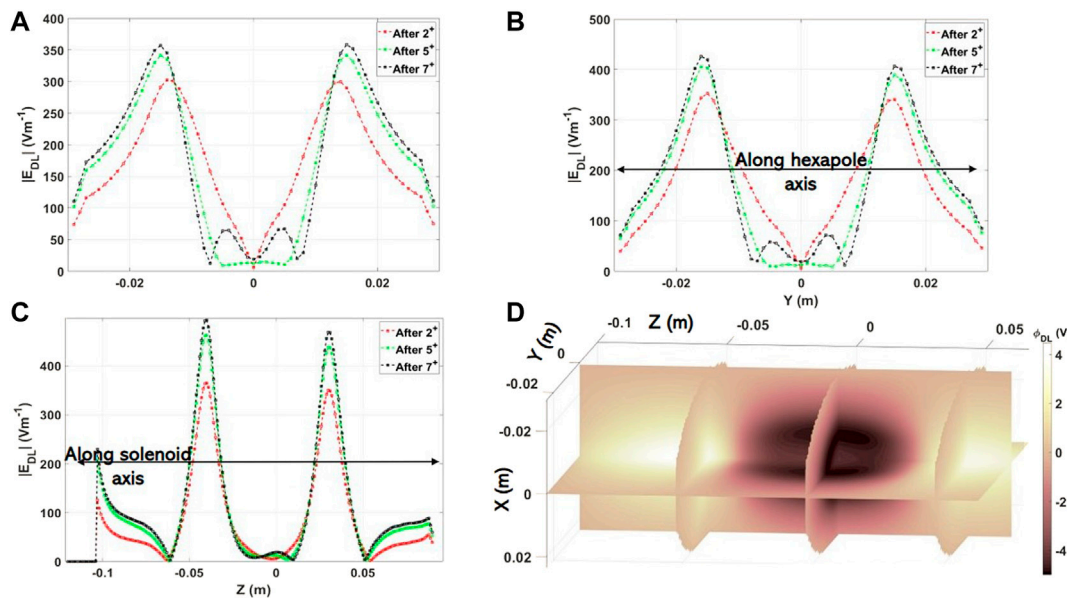 A
|E_DL| (Vm⁻¹)
400
350
300
250
200
150
100
50
0
-0.02
0
0.02
After 2⁺
After 5⁺
After 7⁺
B
|E_DL| (Vm⁻¹)
500
400
300
200
100
0
-0.02
0
0.02
Y (m)
After 2⁺
After 5⁺
After 7⁺
Along hexapole
axis
C
|E_DL| (Vm⁻¹)
400
300
200
100
0
-0.1
-0.05
0
0.05
Z (m)
After 2⁺
After 5⁺
After 7⁺
Along solenoid
axis
D
Y (m)
0
-0.02
-0.1
Z (m)
-0.05
0
0.05
-0.02
X (m)
0
0.02
ϕ_DL (V
4
2
0
-2
-4